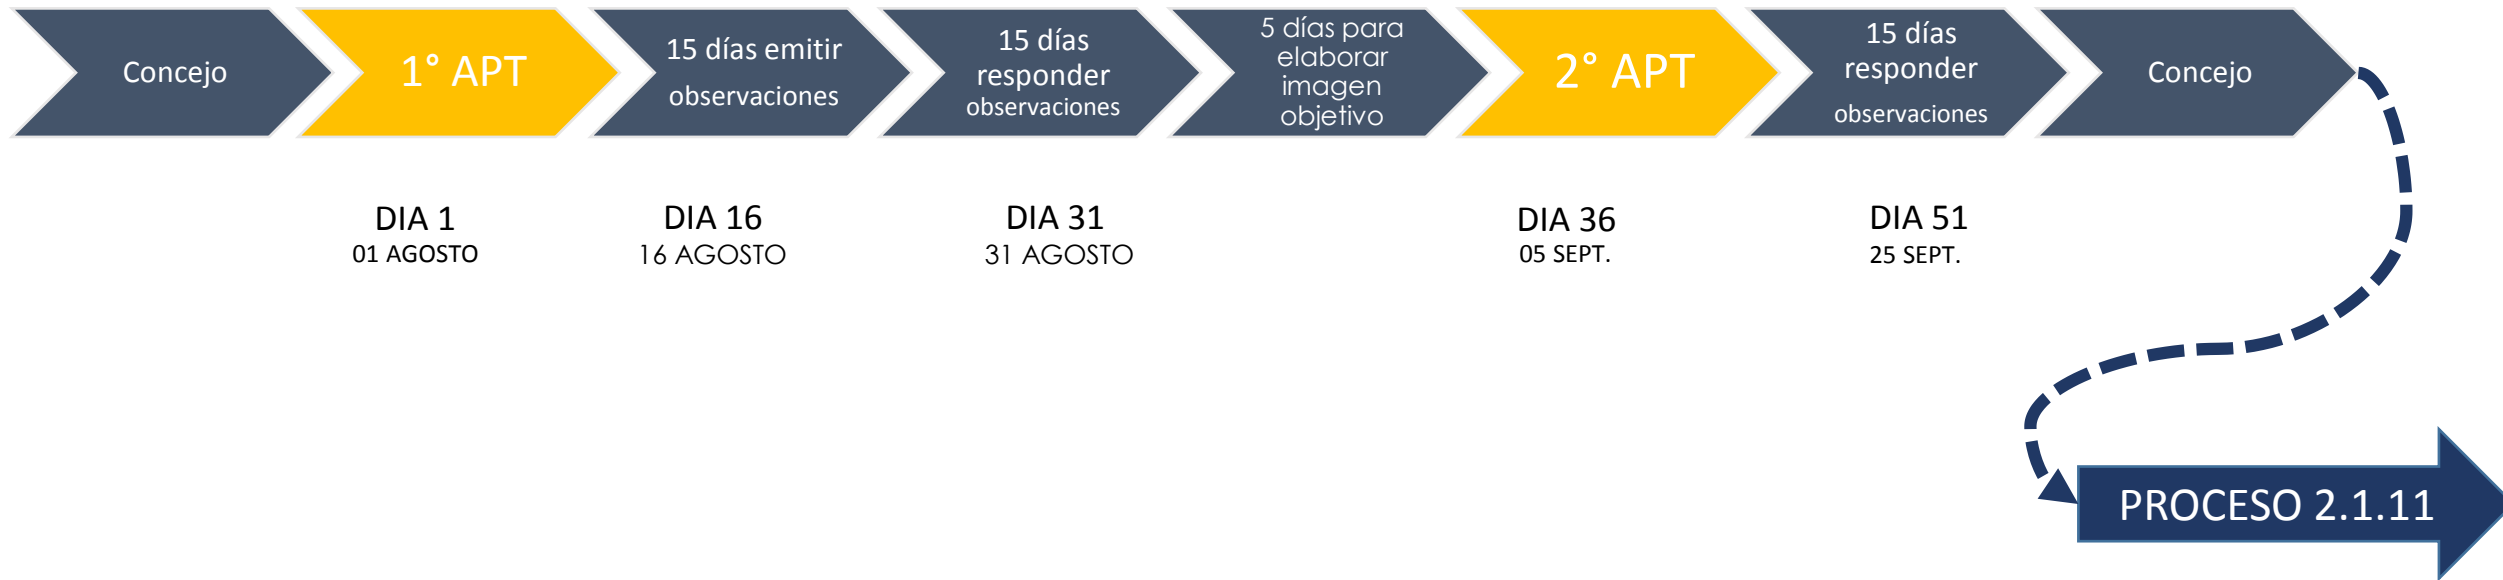 Concejo
1° APT
15 días emitir
observaciones
15 días
responder
observaciones
5 días para
elaborar
imagen
objetivo
2° APT
15 días
responder
observaciones
Concejo
DIA 1
01 AGOSTO
DIA 16
16 AGOSTO
DIA 31
31 AGOSTO
DIA 36
05 SEPT.
DIA 51
25 SEPT.
PROCESO 2.1.11